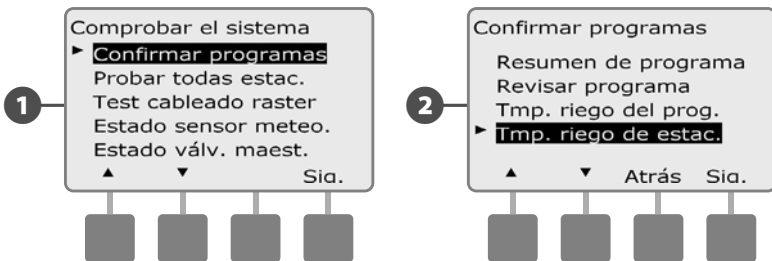 Comprobar el sistema
Confirmar programas
Probar todas estac.
Test cableado raster
Estado sensor meteo.
Estado válv. maest.
Sig.
1
Confirmar programas
Resumen de programa
Revisar programa
Tmp. riego del prog.
Tmp. riego de estac.
Atrás Sig.
2